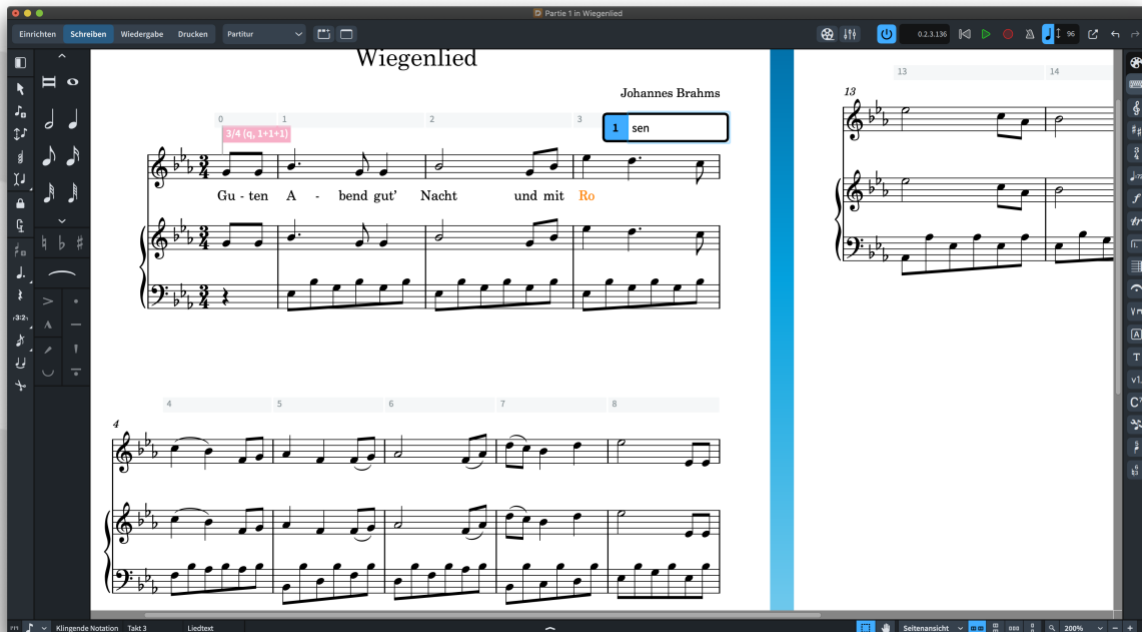 Partie 1 in Wiegenlied
Einrichten Schreiben Wiedergabe Drucken Partitur 0.2.3.136 96
Wiegenlied
Johannes Brahms
0 1 2 3
3/4 (q, 1+1+1)
1 sen
Gu - ten A - bend gut’ Nacht und mit Ro
4 5 6 7 8
4
13 14
13
Klingende Notation Takt 3 Liedtext Seitenansicht 200%